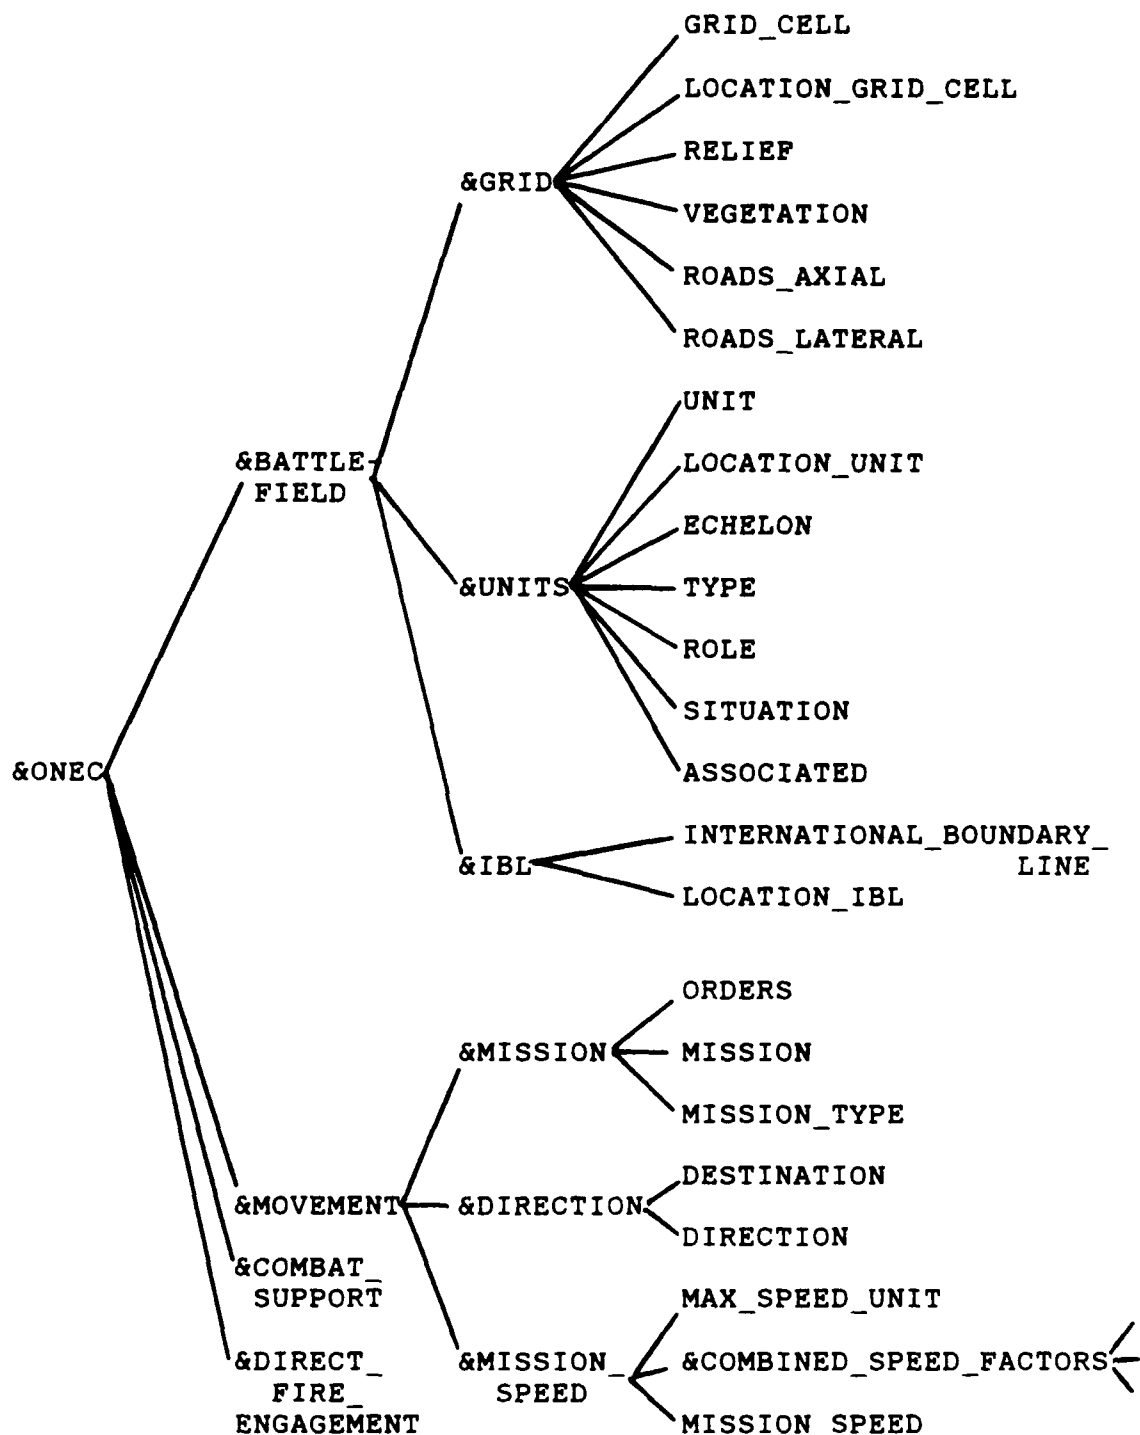 GRID_CELL
LOCATION_GRID_CELL
RELIEF
&GRID
VEGETATION
ROADS_AXIAL
ROADS_LATERAL
UNIT
&BATTLE-
FIELD
LOCATION_UNIT
ECHELON
&UNITS
TYPE
ROLE
SITUATION
&ONEC
ASSOCIATED
INTERNATIONAL_BOUNDARY_
LINE
&IBL
LOCATION_IBL
ORDERS
&MISSION
MISSION
MISSION_TYPE
DESTINATION
&MOVEMENT
&DIRECTION
DIRECTION
&COMBAT_
SUPPORT
MAX_SPEED_UNIT
&DIRECT_
FIRE_
ENGAGEMENT
&MISSION_
SPEED
&COMBINED_SPEED_FACTORS
MISSION SPEED